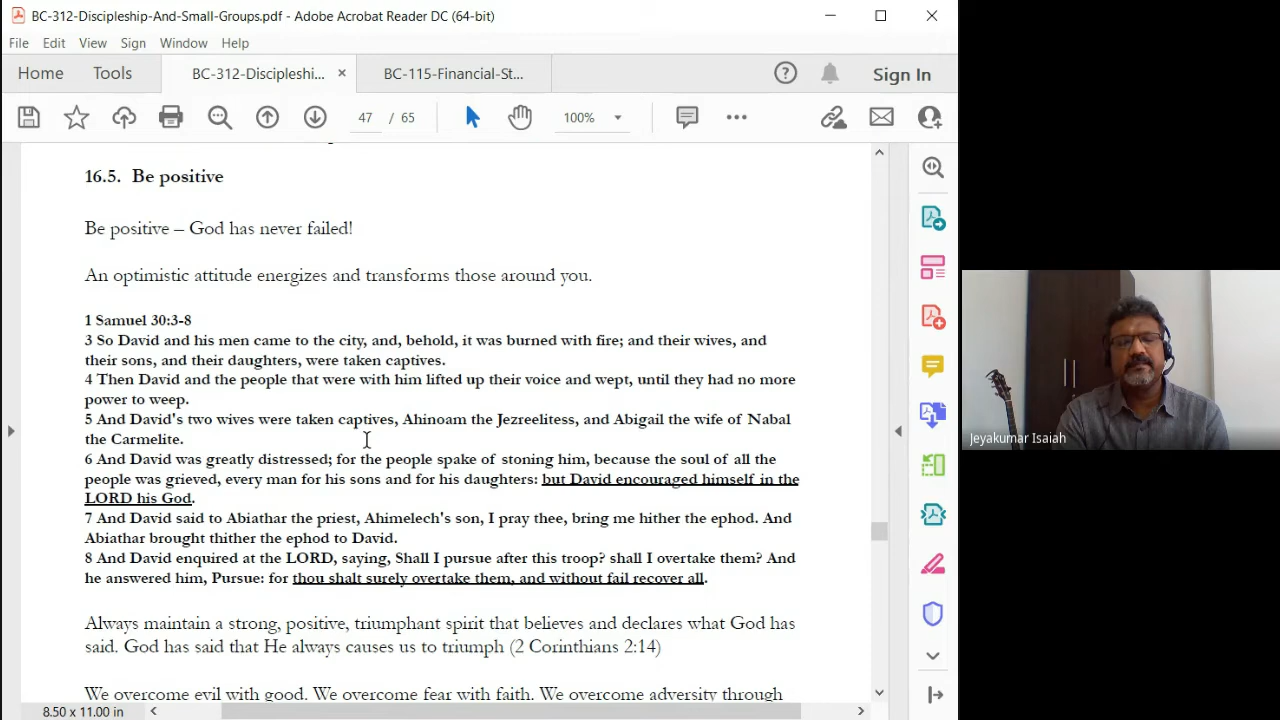 BC-312-Discipleship-And-Small-Groups.pdf - Adobe Acrobat Reader DC (64-bit)
File Edit View Sign Window Help
Home Tools BC-312-Discipleshi... × BC-115-Financial-St... Sign In
47 / 65 100%
16.5. Be positive
Be positive – God has never failed!
An optimistic attitude energizes and transforms those around you.
1 Samuel 30:3-8
3 So David and his men came to the city, and, behold, it was burned with fire; and their wives, and
their sons, and their daughters, were taken captives.
4 Then David and the people that were with him lifted up their voice and wept, until they had no more
power to weep.
5 And David's two wives were taken captives, Ahinoam the Jezreelitess, and Abigail the wife of Nabal
the Carmelite.
6 And David was greatly distressed; for the people spake of stoning him, because the soul of all the
people was grieved, every man for his sons and for his daughters: but David encouraged himself in the
LORD his God.
7 And David said to Abiathar the priest, Ahimelech's son, I pray thee, bring me hither the ephod. And
Abiathar brought thither the ephod to David.
8 And David enquired at the LORD, saying, Shall I pursue after this troop? shall I overtake them? And
he answered him, Pursue: for thou shalt surely overtake them, and without fail recover all.
Always maintain a strong, positive, triumphant spirit that believes and declares what God has
said. God has said that He always causes us to triumph (2 Corinthians 2:14)
We overcome evil with good. We overcome fear with faith. We overcome adversity through
8.50 x 11.00 in
Jeyakumar Isaiah